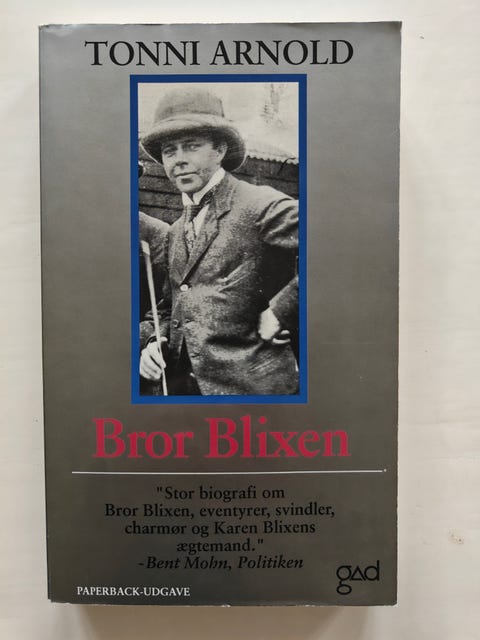 TONNI ARNOLD
Bror Blixen
"Stor biografi om
Bror Blixen, eventyrer, svindler,
charmør og Karen Blixens
ægtemand."
-Bent Mohn, Politiken
gad
PAPERBACK-UDGAVE